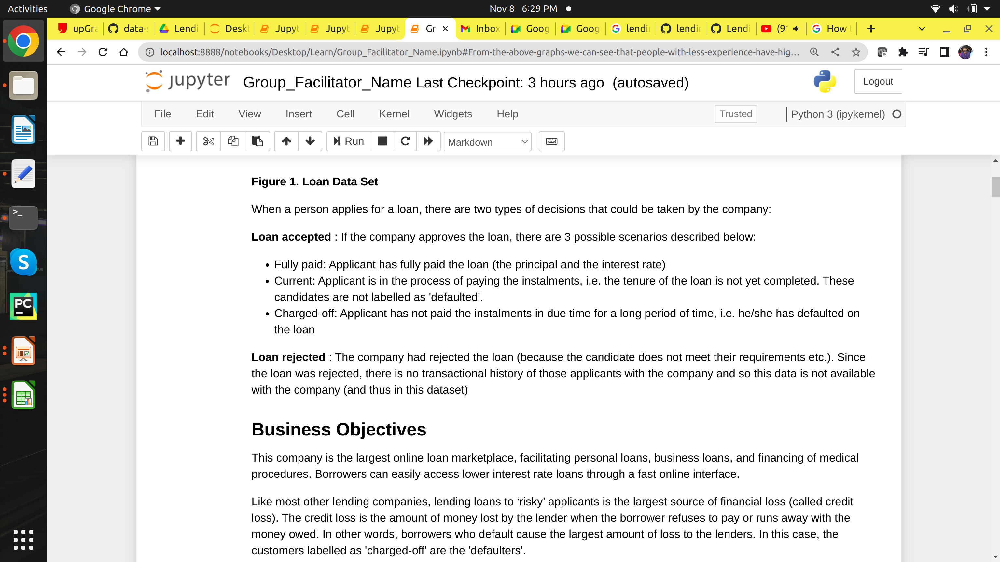 Activities Google Chrome Nov 8 6:29 PM
upGra data-s Lendi Deskt Jupyt Jupyt Jupyt Gr Inbox Goog Goog lendin lendin Lendi (9 How
localhost:8888/notebooks/Desktop/Learn/Group_Facilitator_Name.ipynb#From-the-above-graphs-we-can-see-that-people-with-less-experience-have-hig...
jupyter Group_Facilitator_Name Last Checkpoint: 3 hours ago (autosaved) Logout
File Edit View Insert Cell Kernel Widgets Help Trusted Python 3 (ipykernel)
Run Markdown
Figure 1. Loan Data Set
When a person applies for a loan, there are two types of decisions that could be taken by the company:
Loan accepted : If the company approves the loan, there are 3 possible scenarios described below:
• Fully paid: Applicant has fully paid the loan (the principal and the interest rate)
• Current: Applicant is in the process of paying the instalments, i.e. the tenure of the loan is not yet completed. These
candidates are not labelled as 'defaulted'.
• Charged-off: Applicant has not paid the instalments in due time for a long period of time, i.e. he/she has defaulted on
the loan
Loan rejected : The company had rejected the loan (because the candidate does not meet their requirements etc.). Since
the loan was rejected, there is no transactional history of those applicants with the company and so this data is not available
with the company (and thus in this dataset)
Business Objectives
This company is the largest online loan marketplace, facilitating personal loans, business loans, and financing of medical
procedures. Borrowers can easily access lower interest rate loans through a fast online interface.
Like most other lending companies, lending loans to ‘risky’ applicants is the largest source of financial loss (called credit
loss). The credit loss is the amount of money lost by the lender when the borrower refuses to pay or runs away with the
money owed. In other words, borrowers who default cause the largest amount of loss to the lenders. In this case, the
customers labelled as 'charged-off' are the 'defaulters'.